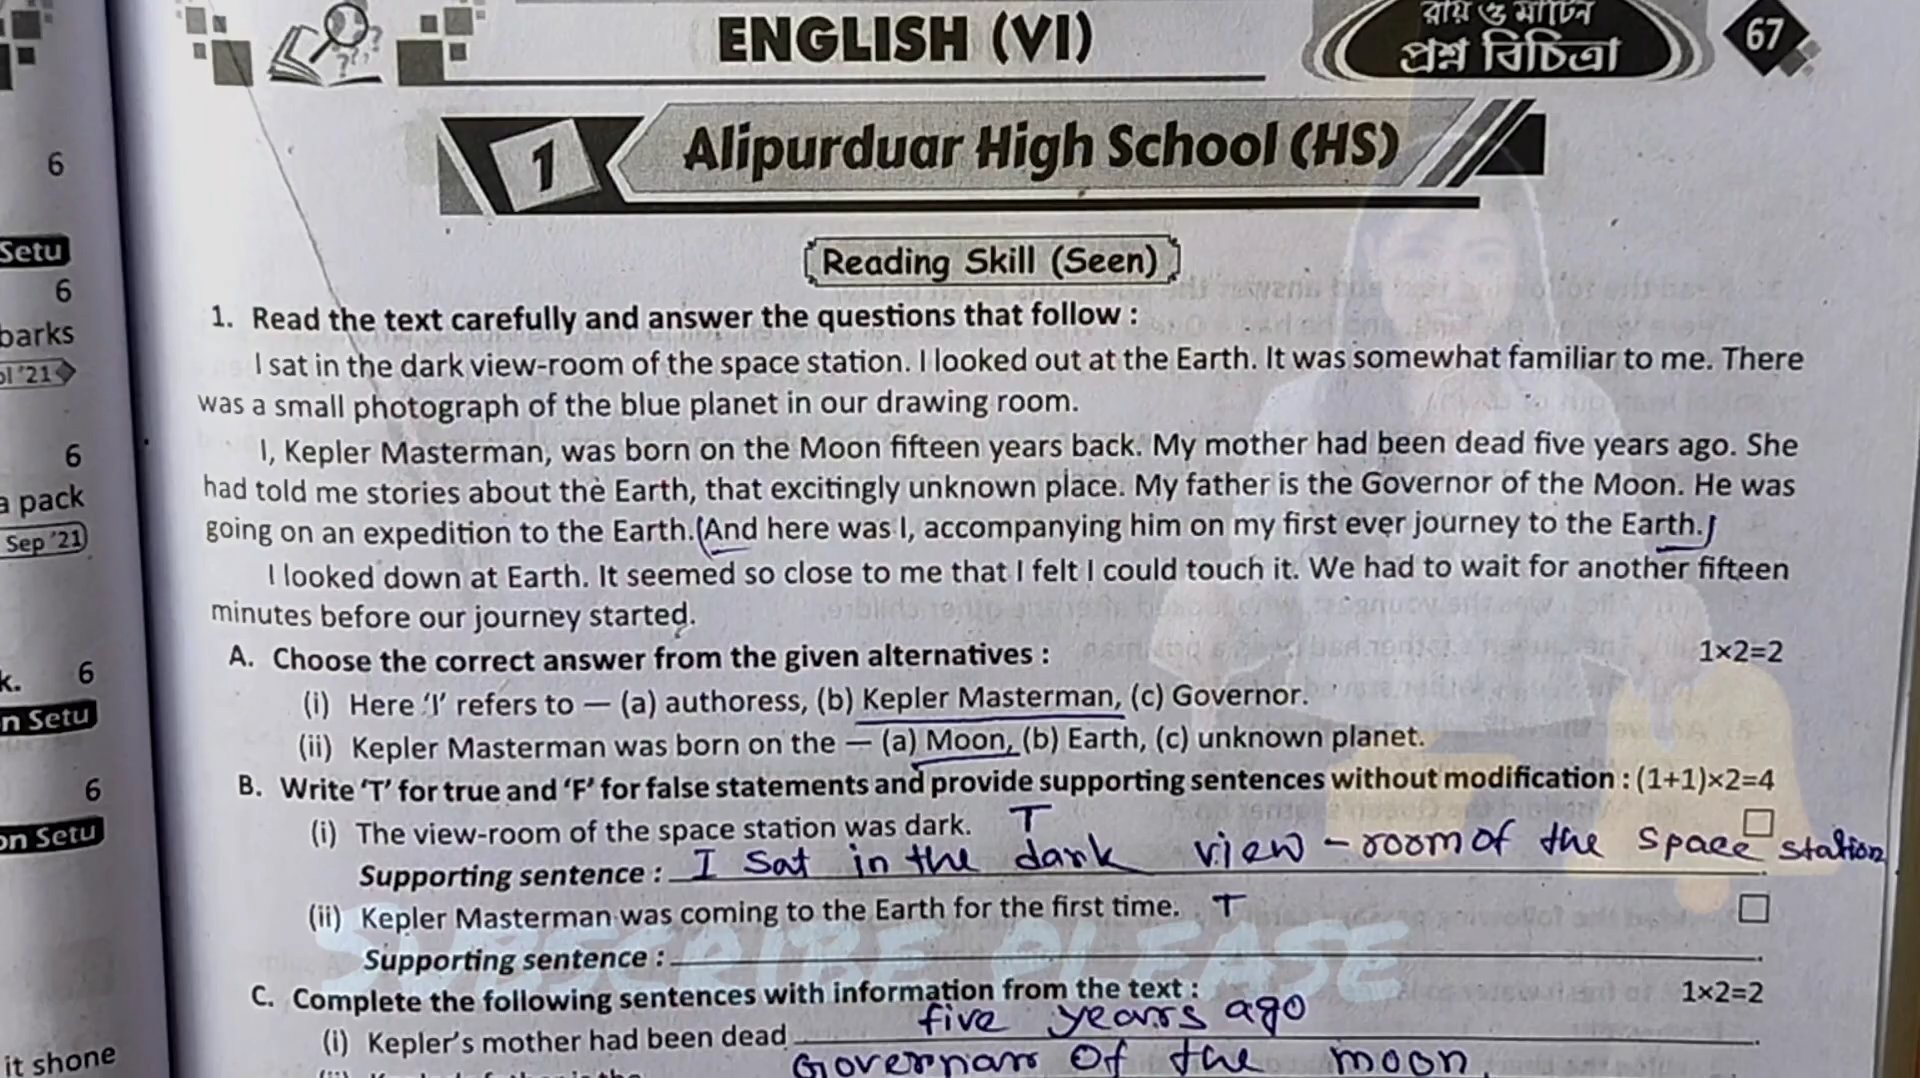 ENGLISH (VI)
রায় ও মার্টিন
প্রশ্ন বিচিত্রা
67
1 Alipurduar High School (HS)
Reading Skill (Seen)
1. Read the text carefully and answer the questions that follow :
I sat in the dark view-room of the space station. I looked out at the Earth. It was somewhat familiar to me. There
was a small photograph of the blue planet in our drawing room.
I, Kepler Masterman, was born on the Moon fifteen years back. My mother had been dead five years ago. She
had told me stories about the Earth, that excitingly unknown place. My father is the Governor of the Moon. He was
going on an expedition to the Earth. (And here was I, accompanying him on my first ever journey to the Earth.)
I looked down at Earth. It seemed so close to me that I felt I could touch it. We had to wait for another fifteen
minutes before our journey started.
A. Choose the correct answer from the given alternatives : 1×2=2
(i) Here ‘I’ refers to — (a) authoress, (b) Kepler Masterman, (c) Governor.
(ii) Kepler Masterman was born on the — (a) Moon, (b) Earth, (c) unknown planet.
B. Write ‘T’ for true and ‘F’ for false statements and provide supporting sentences without modification : (1+1)×2=4
(i) The view-room of the space station was dark. T
Supporting sentence : I sat in the dark view-room of the space station
(ii) Kepler Masterman was coming to the Earth for the first time. T
Supporting sentence :
SUBSCRIBE PLEASE
C. Complete the following sentences with information from the text : 1×2=2
(i) Kepler's mother had been dead five years ago
Governar of the moon
6
Setu
6
barks
ol '21
6
a pack
Sep '21
k. 6
n Setu
6
on Setu
it shone